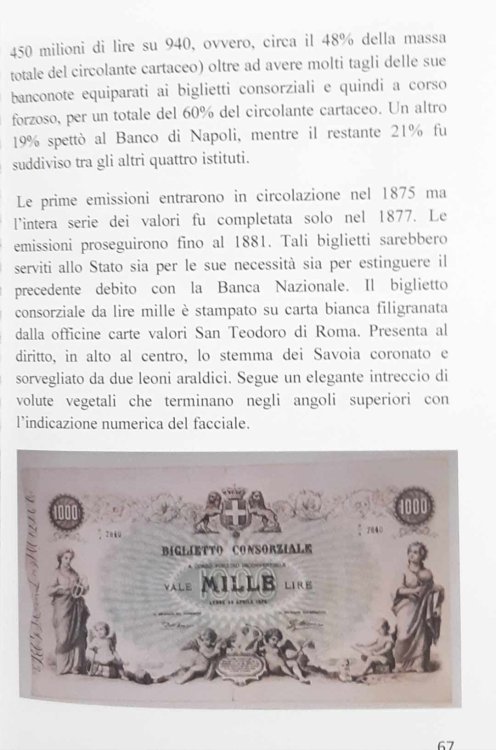 450 milioni di lire su 940, ovvero, circa il 48% della massa
totale del circolante cartaceo) oltre ad avere molti tagli delle sue
banconote equiparati ai biglietti consorziali e quindi a corso
forzoso, per un totale del 60% del circolante cartaceo. Un altro
19% spettò al Banco di Napoli, mentre il restante 21% fu
suddiviso tra gli altri quattro istituti.
Le prime emissioni entrarono in circolazione nel 1875 ma
l'intera serie dei valori fu completata solo nel 1877. Le
emissioni proseguirono fino al 1881. Tali biglietti sarebbero
serviti allo Stato sia per le sue necessità sia per estinguere il
precedente debito con la Banca Nazionale. Il biglietto
consorziale da lire mille è stampato su carta bianca filigranata
dalla officine carte valori San Teodoro di Roma. Presenta al
diritto, in alto al centro, lo stemma dei Savoia coronato e
sorvegliato da due leoni araldici. Segue un elegante intreccio di
volute vegetali che terminano negli angoli superiori con
l'indicazione numerica del facciale.
1000 1000
7040 7040
BIGLIETTO CONSORZIALE
A CORSO FORZOSO INCONVERTIBILE
VALE MILLE LIRE
67